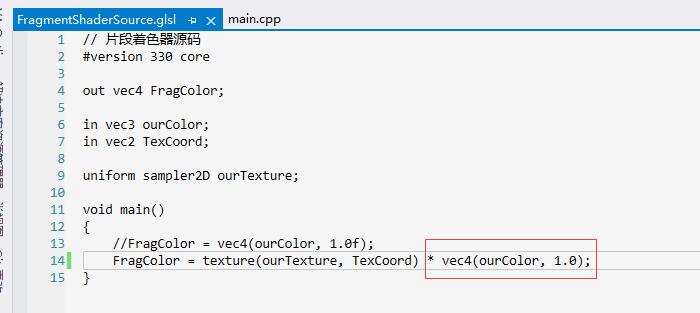 FragmentShaderSource.glsl main.cpp
1 // 片段着色器源码
2 #version 330 core
3
4 out vec4 FragColor;
5
6 in vec3 ourColor;
7 in vec2 TexCoord;
8
9 uniform sampler2D ourTexture;
10
11 void main()
12 {
13     //FragColor = vec4(ourColor, 1.0f);
14     FragColor = texture(ourTexture, TexCoord) * vec4(ourColor, 1.0);
15 }